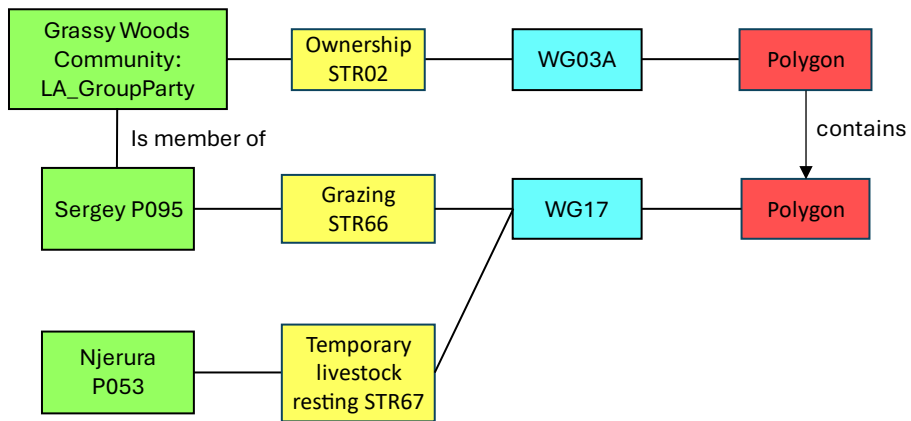 Grassy Woods
Community:
LA_GroupParty
Ownership
STR02
WG03A
Polygon
Is member of
contains
Sergey P095
Grazing
STR66
WG17
Polygon
Njerura
P053
Temporary
livestock
resting STR67